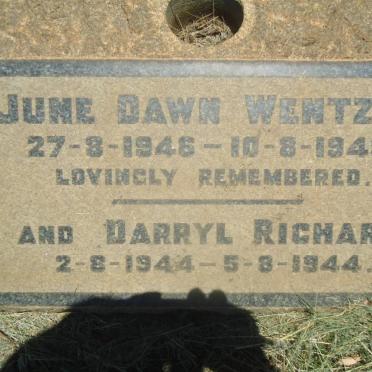 JUNE DAWN WENTZ
27-8-1946 – 10-8-194
LOVINGLY REMEMBERED.
AND DARRYL RICHAR
2-6-1944 – 5-8-1944.